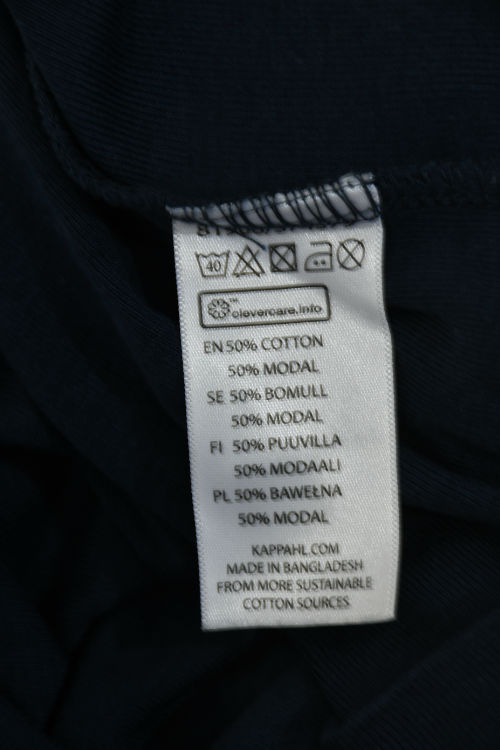 40
clevercare.info
EN 50% COTTON
50% MODAL
SE 50% BOMULL
50% MODAL
FI 50% PUUVILLA
50% MODAALI
PL 50% BAWEŁNA
50% MODAL
KAPPAHL.COM
MADE IN BANGLADESH
FROM MORE SUSTAINABLE
COTTON SOURCES